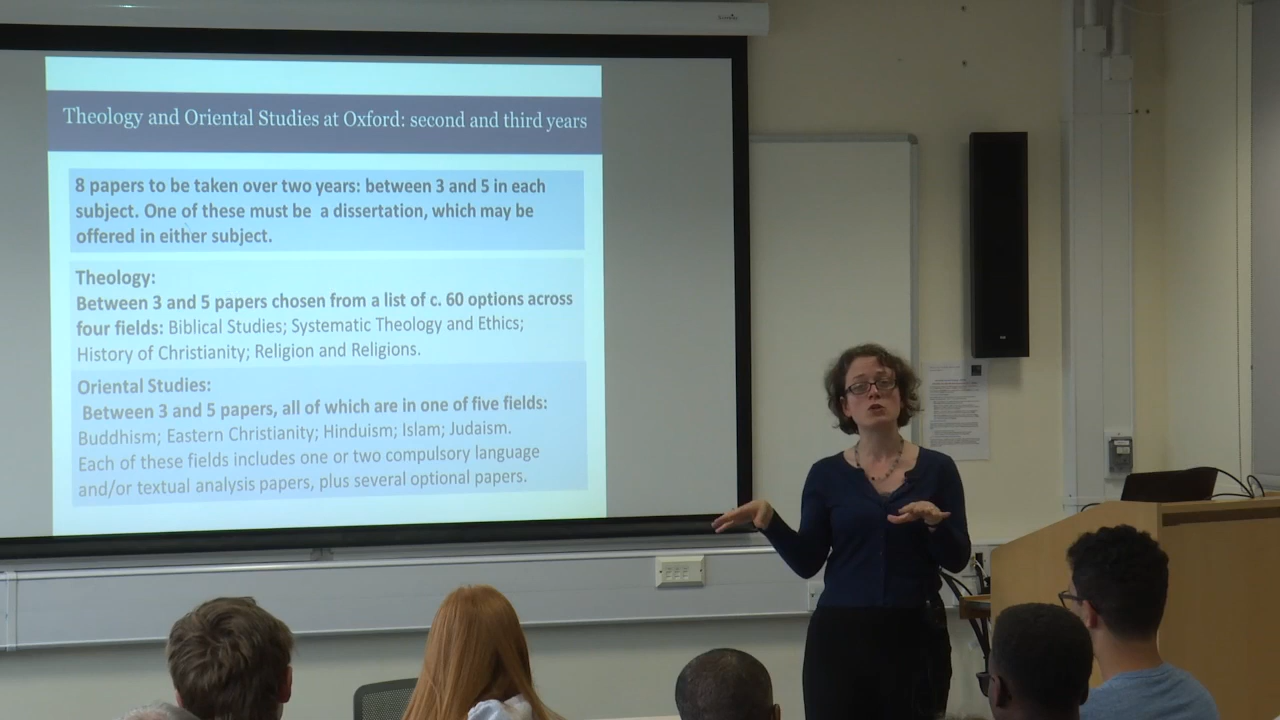 Theology and Oriental Studies at Oxford: second and third years
8 papers to be taken over two years: between 3 and 5 in each
subject. One of these must be a dissertation, which may be
offered in either subject.
Theology:
Between 3 and 5 papers chosen from a list of c. 60 options across
four fields: Biblical Studies; Systematic Theology and Ethics;
History of Christianity; Religion and Religions.
Oriental Studies:
Between 3 and 5 papers, all of which are in one of five fields:
Buddhism; Eastern Christianity; Hinduism; Islam; Judaism.
Each of these fields includes one or two compulsory language
and/or textual analysis papers, plus several optional papers.